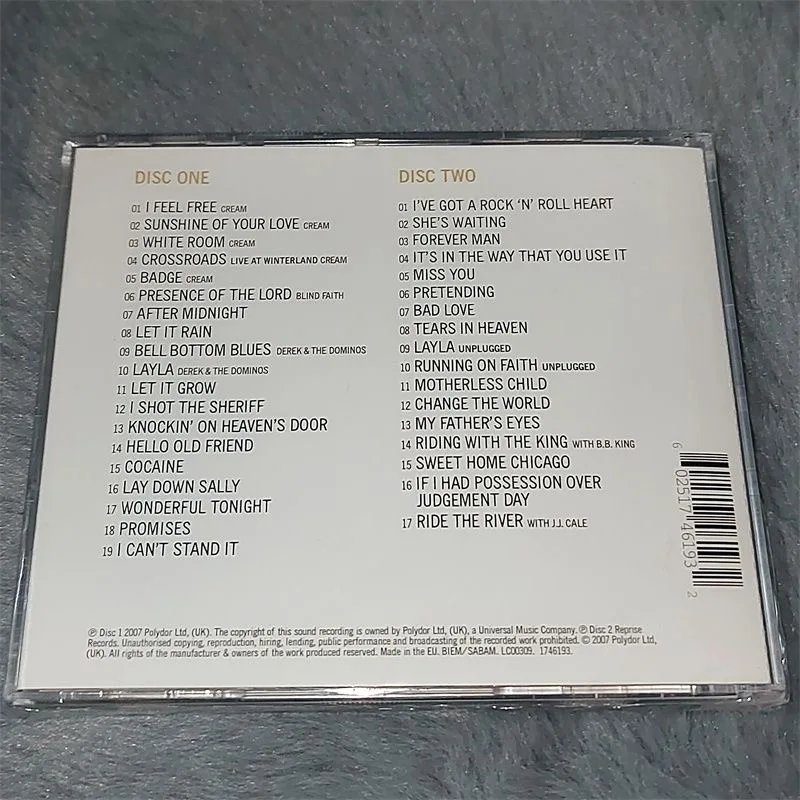 DISC ONE
01 I FEEL FREE CREAM
02 SUNSHINE OF YOUR LOVE CREAM
03 WHITE ROOM CREAM
04 CROSSROADS LIVE AT WINTERLAND CREAM
05 BADGE CREAM
06 PRESENCE OF THE LORD BLIND FAITH
07 AFTER MIDNIGHT
08 LET IT RAIN
09 BELL BOTTOM BLUES DEREK & THE DOMINOS
10 LAYLA DEREK & THE DOMINOS
11 LET IT GROW
12 I SHOT THE SHERIFF
13 KNOCKIN' ON HEAVEN'S DOOR
14 HELLO OLD FRIEND
15 COCAINE
16 LAY DOWN SALLY
17 WONDERFUL TONIGHT
18 PROMISES
19 I CAN'T STAND IT
DISC TWO
01 I'VE GOT A ROCK 'N' ROLL HEART
02 SHE'S WAITING
03 FOREVER MAN
04 IT'S IN THE WAY THAT YOU USE IT
05 MISS YOU
06 PRETENDING
07 BAD LOVE
08 TEARS IN HEAVEN
09 LAYLA UNPLUGGED
10 RUNNING ON FAITH UNPLUGGED
11 MOTHERLESS CHILD
12 CHANGE THE WORLD
13 MY FATHER'S EYES
14 RIDING WITH THE KING WITH B.B. KING
15 SWEET HOME CHICAGO
16 IF I HAD POSSESSION OVER
JUDGEMENT DAY
17 RIDE THE RIVER WITH J.J. CALE
6 02517 46193 2
℗ Disc 1 2007 Polydor Ltd, (UK). The copyright of this sound recording is owned by Polydor Ltd, (UK), a Universal Music Company. ℗ Disc 2 Reprise
Records. Unauthorised copying, reproduction, hiring, lending, public performance and broadcasting of the recorded work prohibited. © 2007 Polydor Ltd,
(UK). All rights of the manufacturer & owners of the work produced reserved. Made in the EU. BIEM/SABAM. LC00309. 1746193.